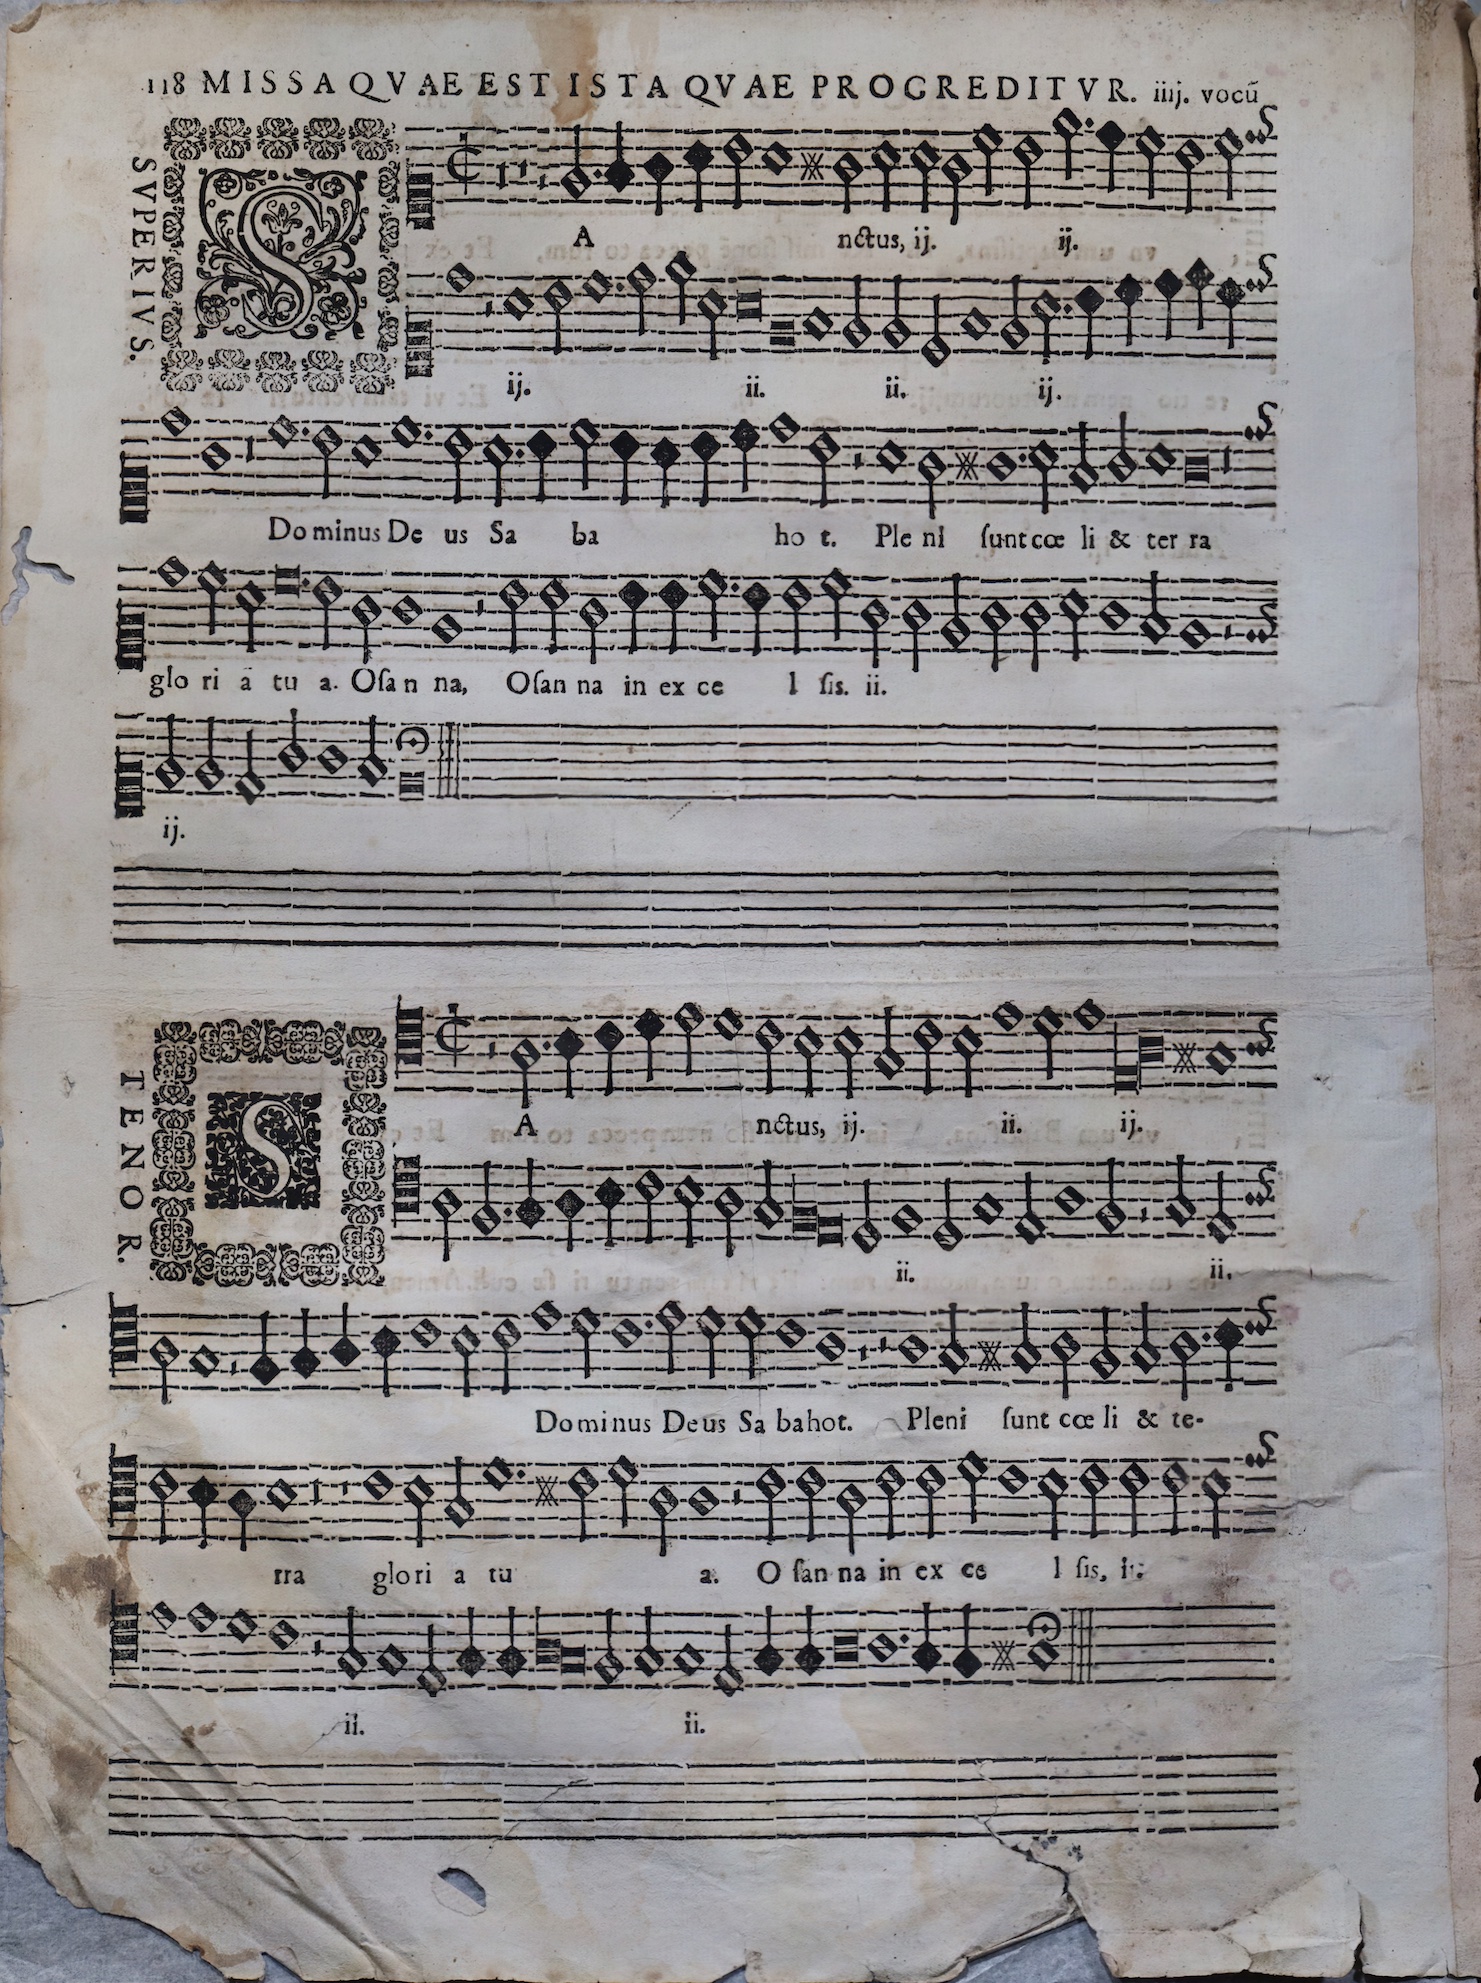 118 MISSA QVAE EST ISTA QVAE PROGREDITVR. iiij. vocū
SVPERIVS.
S
A nctus, ij. ij.
ij. ii. ii. ij.
Do minus De us Sa ba ho t. Ple ni ſunt cœ li & ter ra
glo ri a tu a. Oſan na, Oſan na in ex ce l ſis. ii.
ij.
TENOR.
S
A nctus, ij. ii. ij.
ii. ii.
Dominus Deus Sa bahot. Pleni ſunt cœ li & te-
rra glori a tu a. O ſan na in ex ce l ſis, ii.
ii. ii.